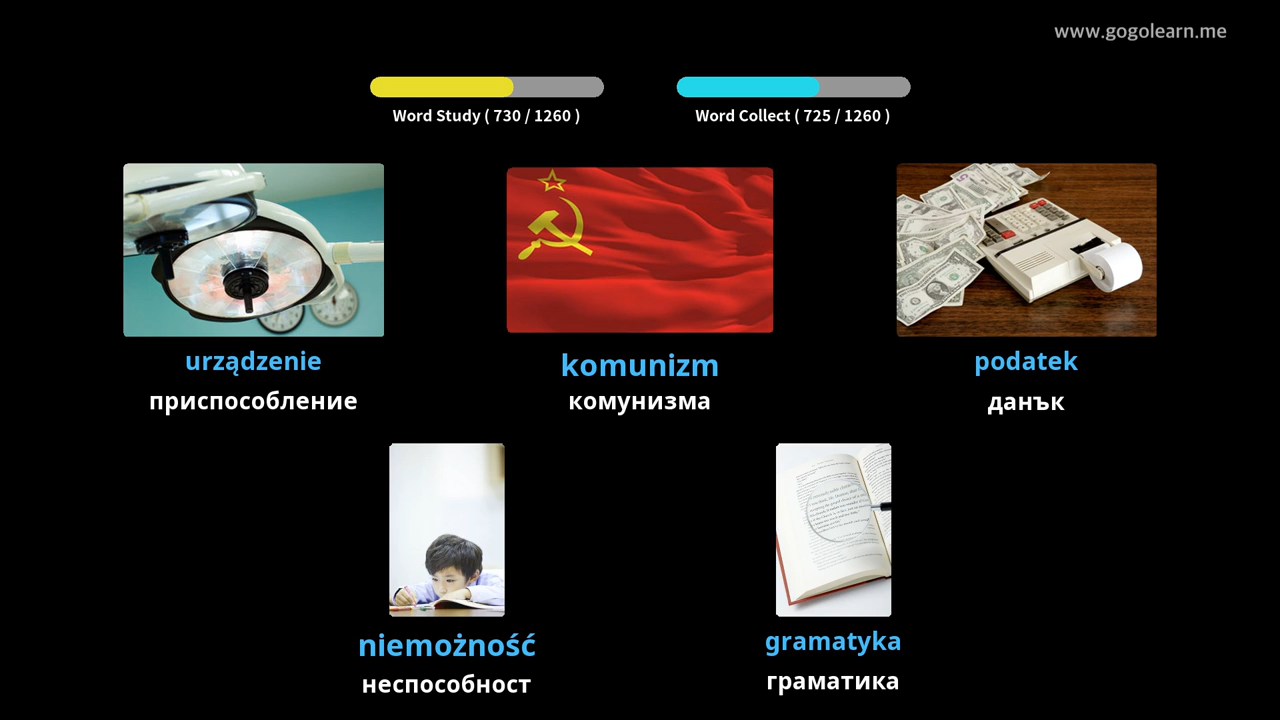 www.gogolearn.me
Word Study ( 730 / 1260 )
Word Collect ( 725 / 1260 )
urządzenie
приспособление
komunizm
комунизма
podatek
данък
niemożność
неспособност
gramatyka
граматика